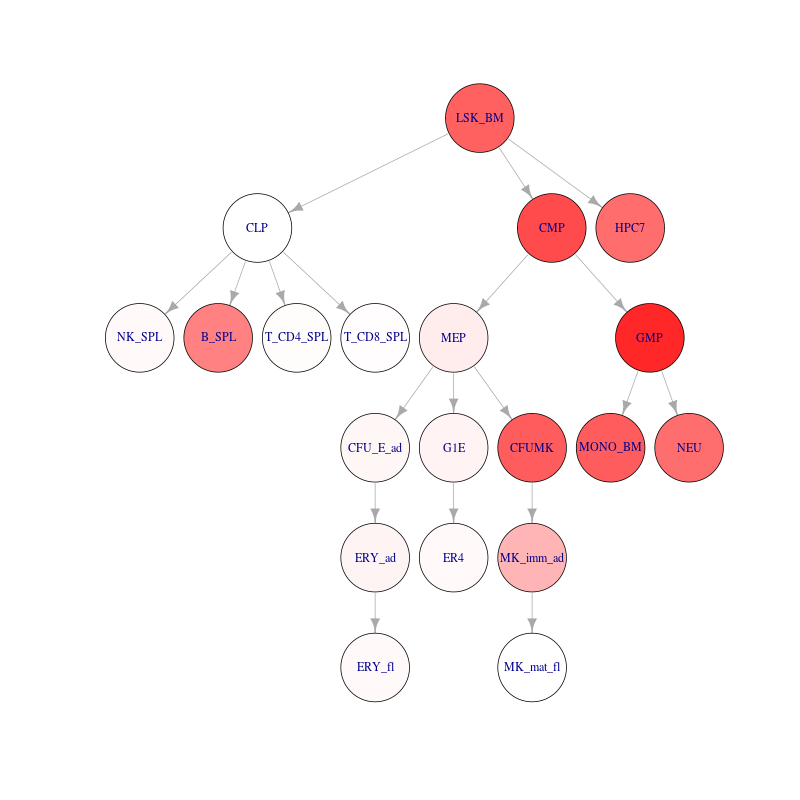 LSK_BM
CLP
CMP
HPC7
NK_SPL
B_SPL
T_CD4_SPL
T_CD8_SPL
MEP
GMP
CFU_E_ad
G1E
CFUMK
MONO_BM
NEU
ERY_ad
ER4
MK_imm_ad
ERY_fl
MK_mat_fl